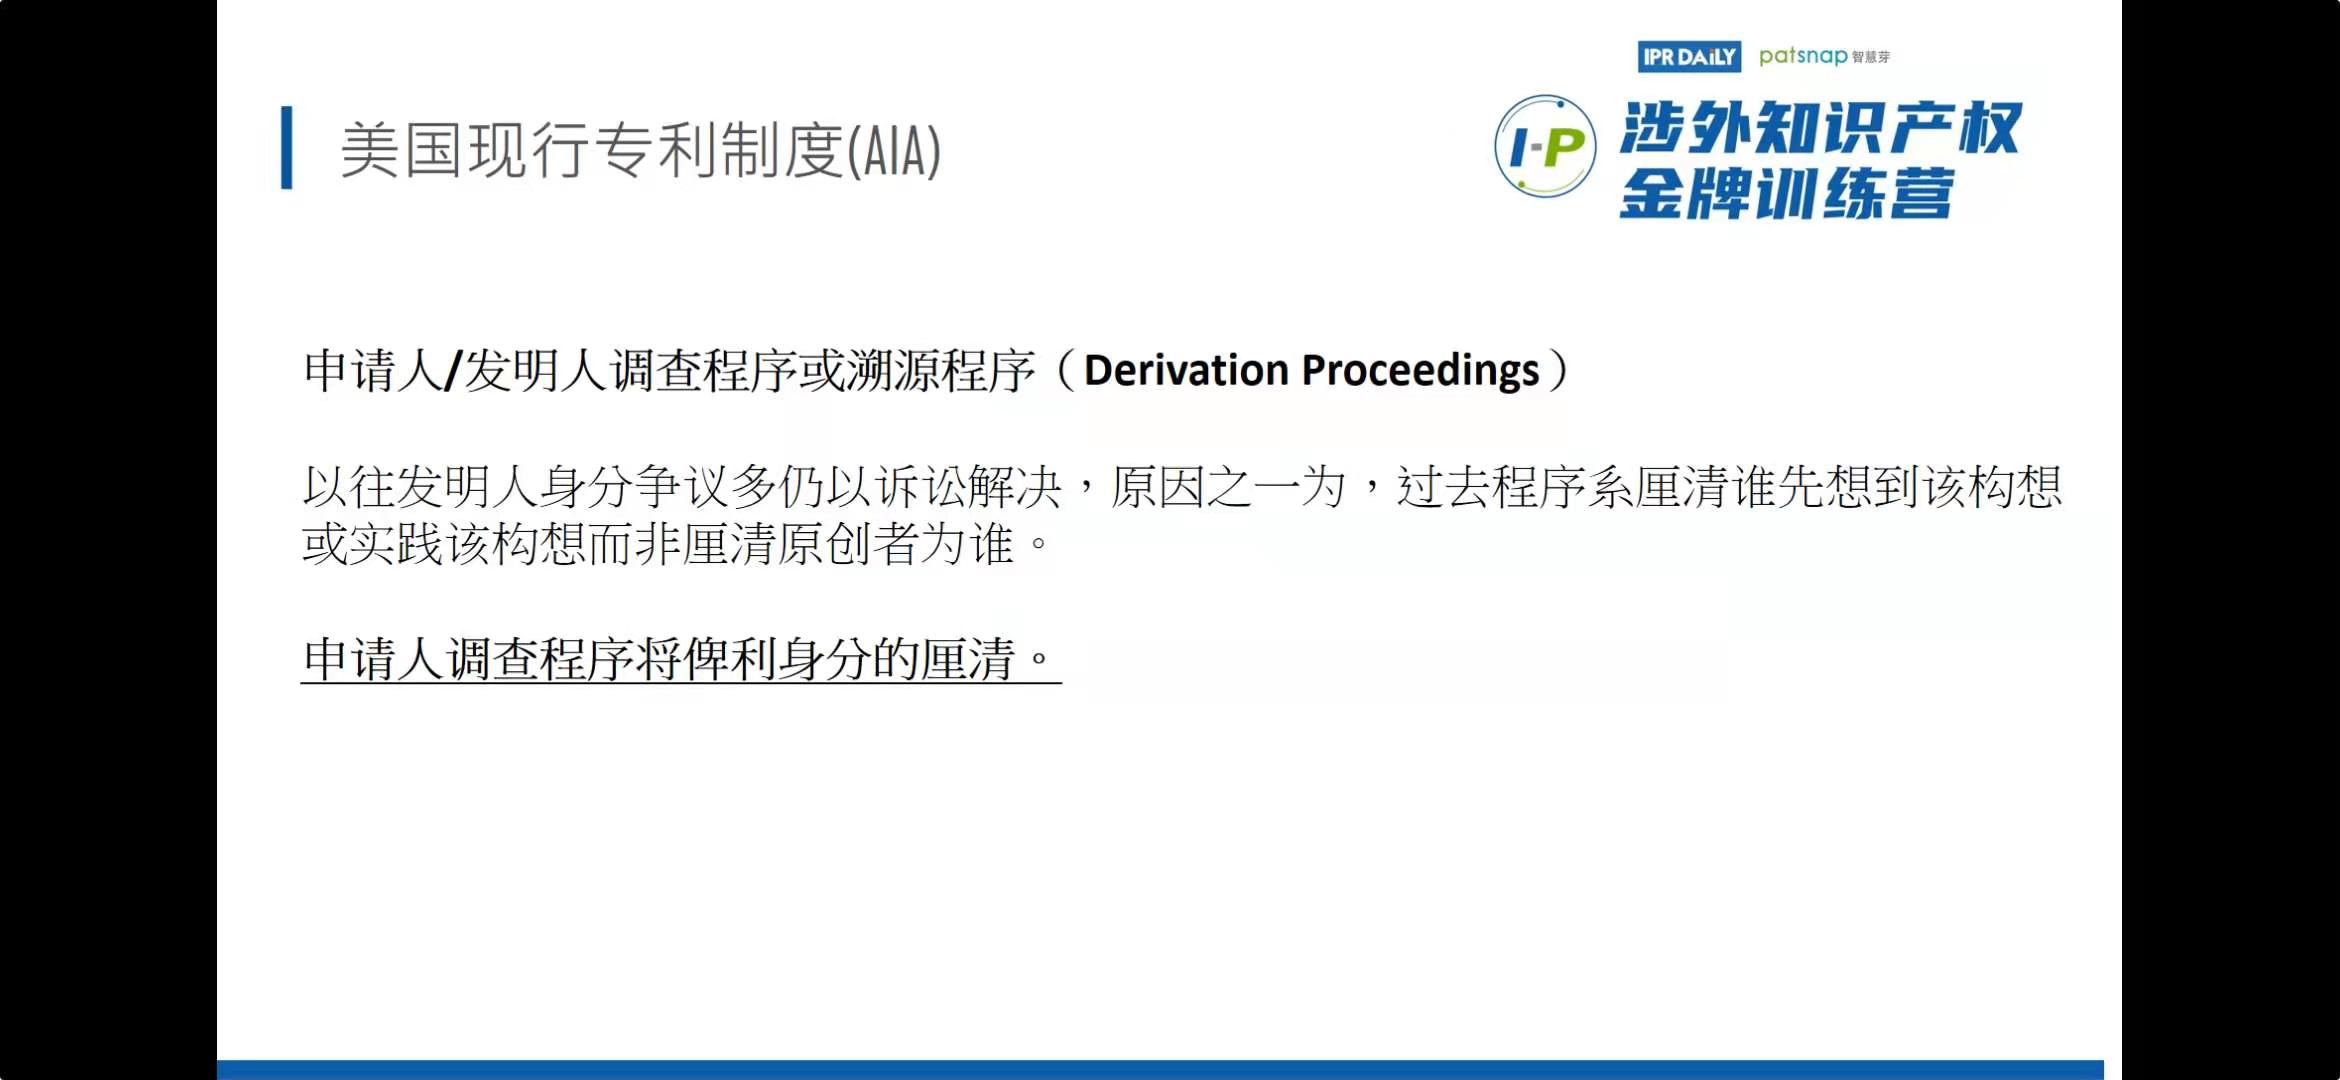 IPR DAILY patsnap 智慧芽
I-P 涉外知识产权
金牌训练营
美国现行专利制度(AIA)
申请人/发明人调查程序或溯源程序（Derivation Proceedings）
以往发明人身分争议多仍以诉讼解决，原因之一为，过去程序系厘清谁先想到该构想
或实践该构想而非厘清原创者为谁。
申请人调查程序将俾利身分的厘清。